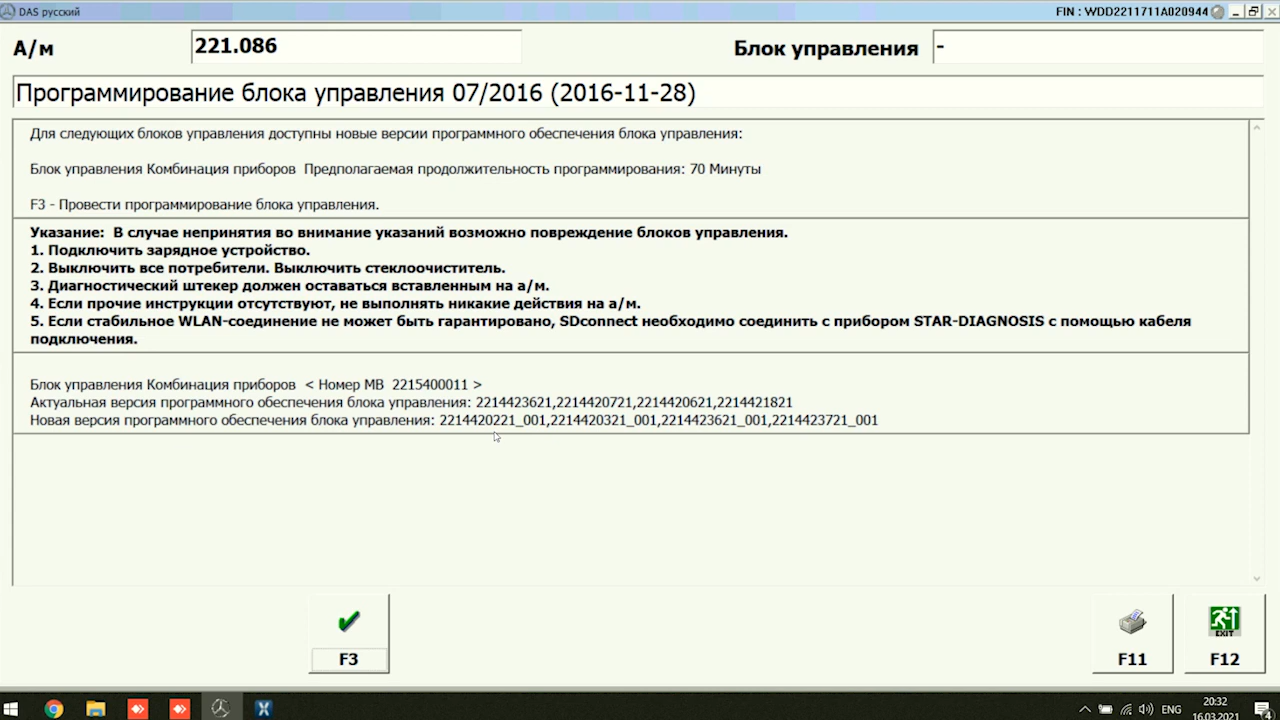 DAS русский
FIN : WDD2211711A020944
А/м
221.086
Блок управления
-
Программирование блока управления 07/2016 (2016-11-28)
Для следующих блоков управления доступны новые версии программного обеспечения блока управления:
Блок управления Комбинация приборов Предполагаемая продолжительность программирования: 70 Минуты
F3 - Провести программирование блока управления.
Указание: В случае непринятия во внимание указаний возможно повреждение блоков управления.
1. Подключить зарядное устройство.
2. Выключить все потребители. Выключить стеклоочиститель.
3. Диагностический штекер должен оставаться вставленным на а/м.
4. Если прочие инструкции отсутствуют, не выполнять никакие действия на а/м.
5. Если стабильное WLAN-соединение не может быть гарантировано, SDconnect необходимо соединить с прибором STAR-DIAGNOSIS с помощью кабеля
подключения.
Блок управления Комбинация приборов < Номер MB 2215400011 >
Актуальная версия программного обеспечения блока управления: 2214423621,2214420721,2214420621,2214421821
Новая версия программного обеспечения блока управления: 2214420221_001,2214420321_001,2214423621_001,2214423721_001
EXIT
F3
F11
F12
ENG
20:32
16.03.2021
4